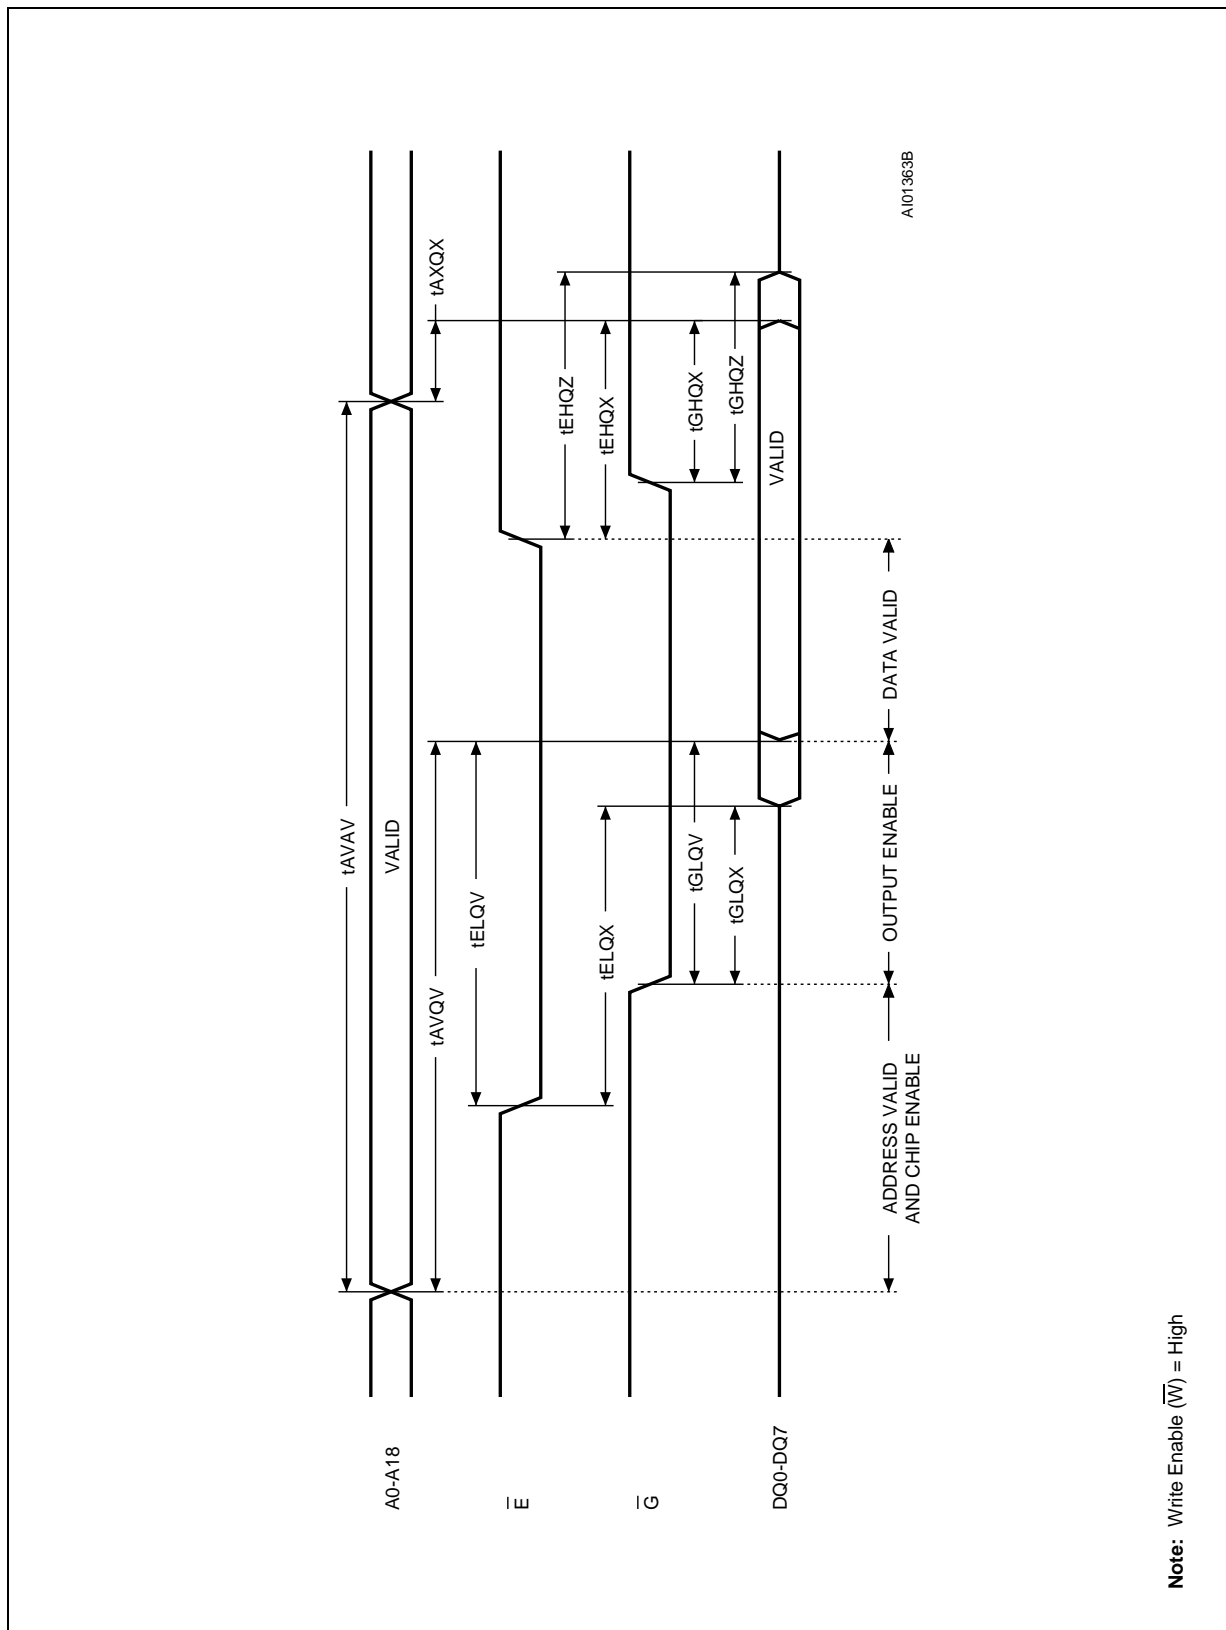 tAVAV
A0-A18
VALID
tAVQV
tAXQX
tELQV
E
tEHQZ
tELQX
tEHQX
G
tGLQV
tGHQX
tGLQX
tGHQZ
DQ0-DQ7
VALID
ADDRESS VALID
AND CHIP ENABLE
OUTPUT ENABLE
DATA VALID
AI01363B
Note: Write Enable (W̅) = High